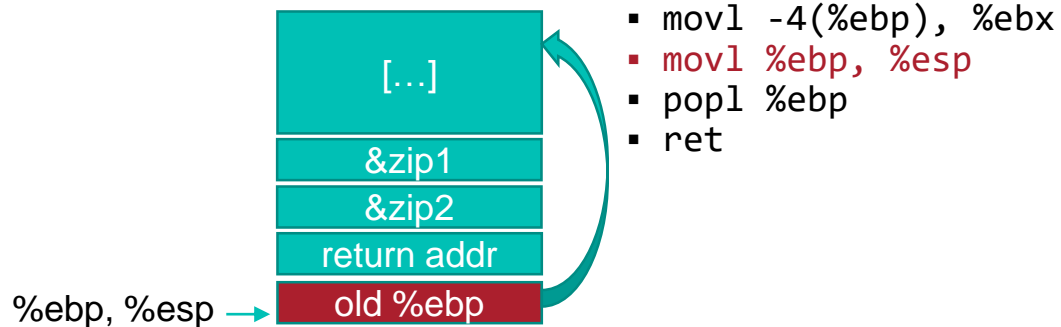 […]
&zip1
&zip2
return addr
old %ebp
%ebp, %esp
▪ movl -4(%ebp), %ebx
▪ movl %ebp, %esp
▪ popl %ebp
▪ ret